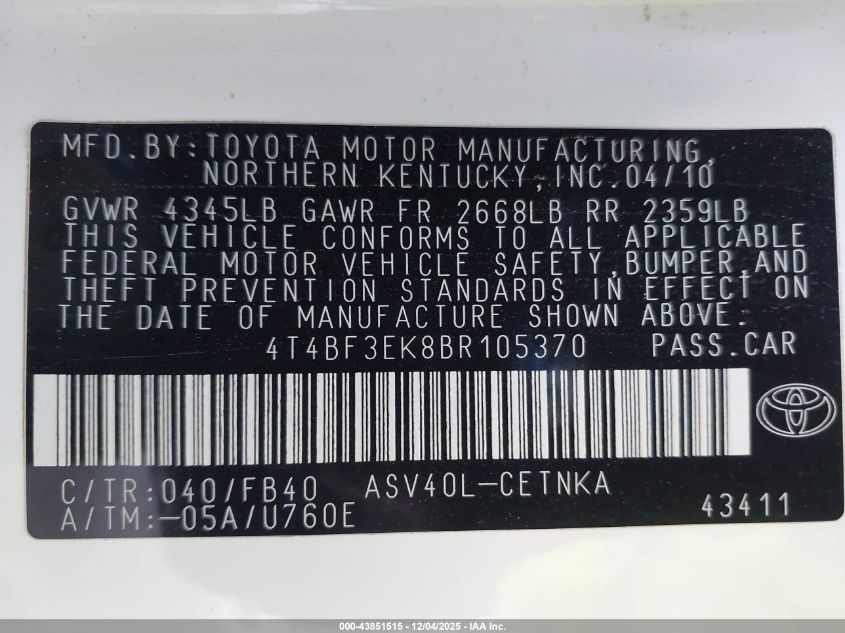 MFD.BY:TOYOTA MOTOR MANUFACTURING,
NORTHERN KENTUCKY,INC.04/10
GVWR 4345LB GAWR FR 2668LB RR 2359LB
THIS VEHICLE CONFORMS TO ALL APPLICABLE
FEDERAL MOTOR VEHICLE SAFETY,BUMPER,AND
THEFT PREVENTION STANDARDS IN EFFECT ON
THE DATE OF MANUFACTURE SHOWN ABOVE.
4T4BF3EK8BR105370 PASS.CAR
C/TR:040/FB40 ASV40L-CETNKA
A/TM:-05A/U760E 43411
000-43851515 | 12/04/2025 - IAA Inc.